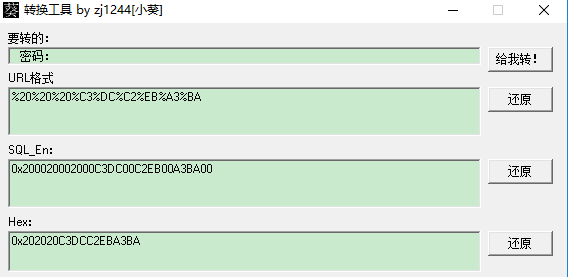 葵 转换工具 by zj1244[小葵]
要转的：
密码：
给我转！
URL格式
%20%20%20%C3%DC%C2%EB%A3%BA
还原
SQL_En:
0x200020002000C3DC00C2EB00A3BA00
还原
Hex:
0x202020C3DCC2EBA3BA
还原